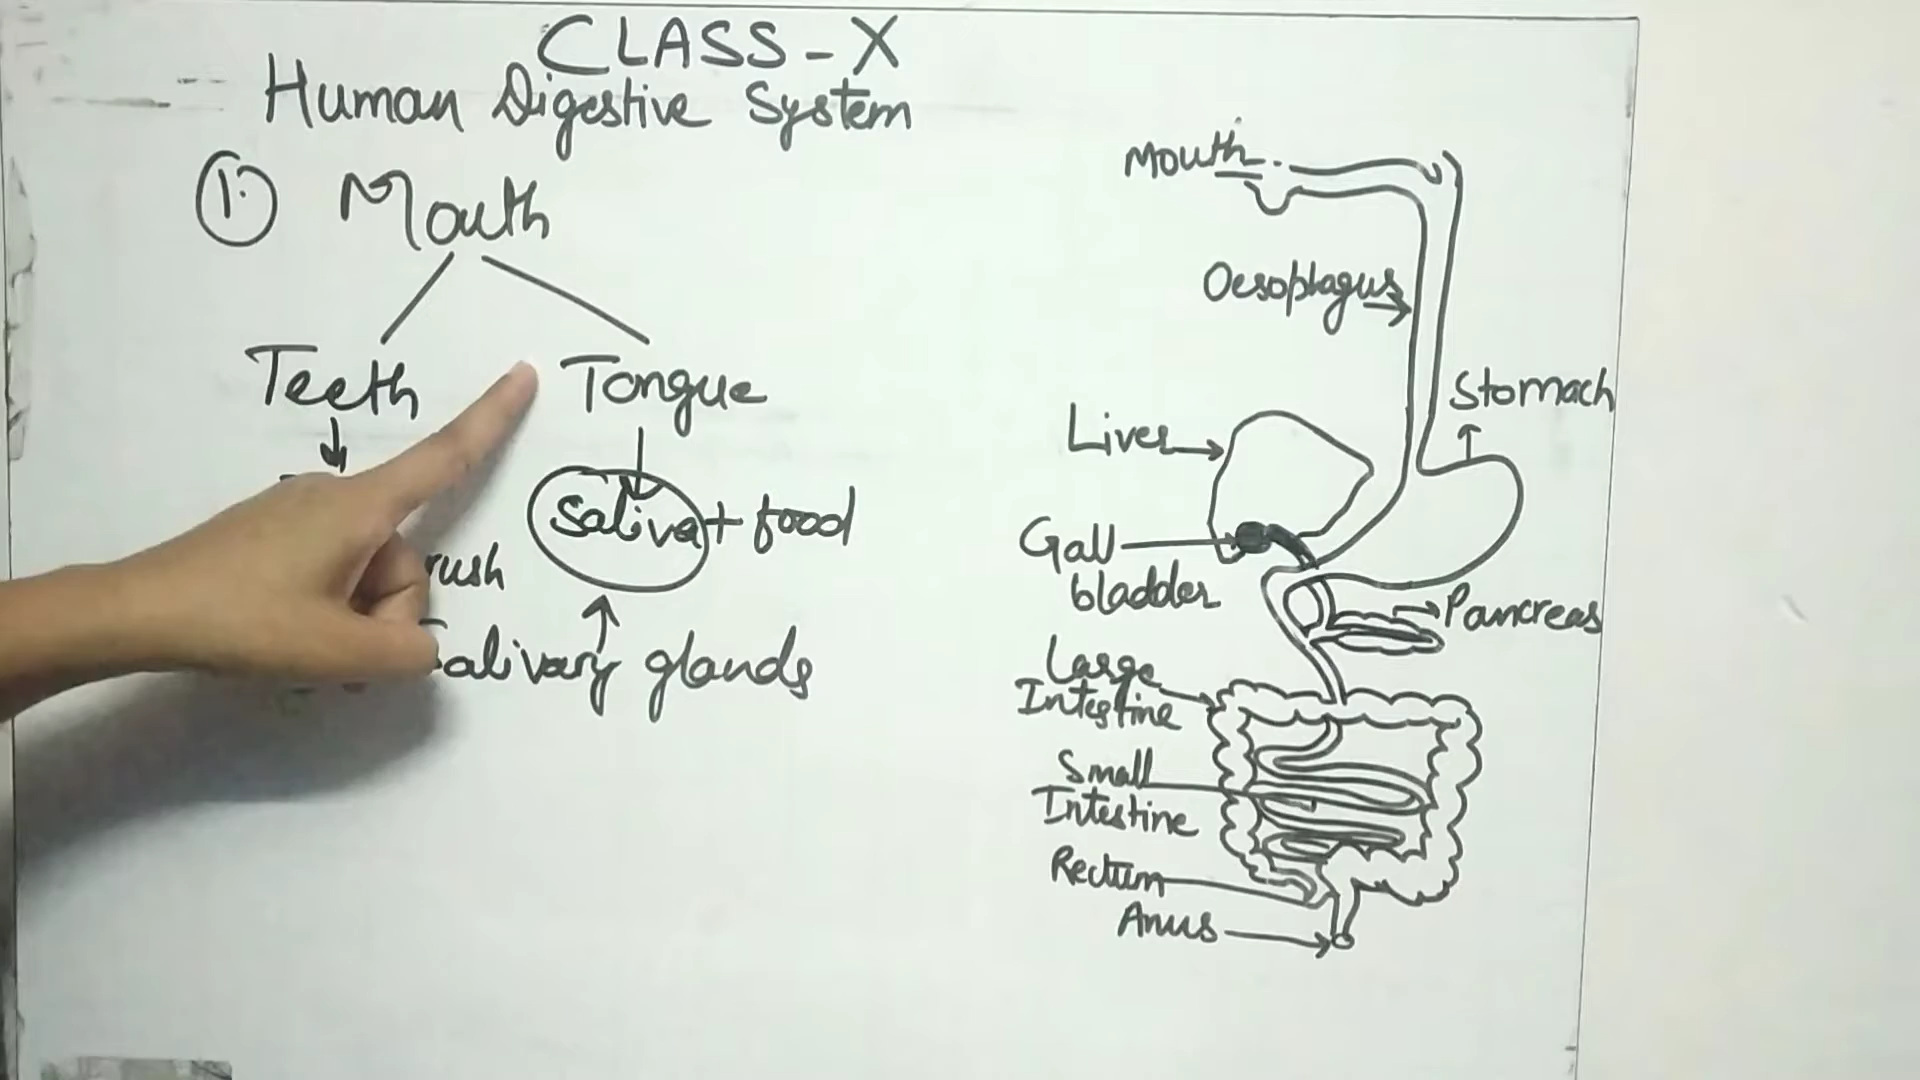 CLASS - X
Human Digestive System
1. Mouth
Teeth
Tongue
Saliva + food
Salivary glands
Mouth
Oesophagus
Stomach
Liver
Gall
bladder
Pancreas
Large
Intestine
Small
Intestine
Rectum
Anus